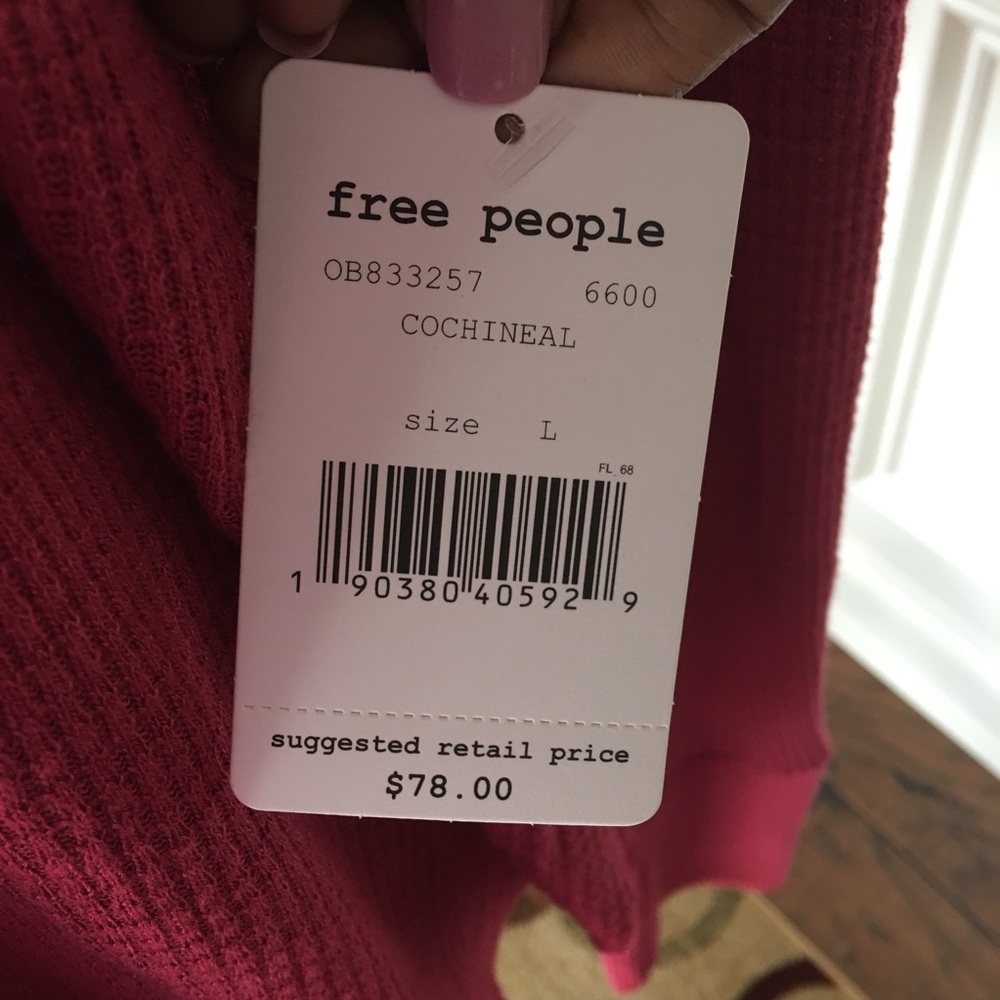 free people
OB833257 6600
COCHINEAL
size L
FL 68
1 90380 40592 9
suggested retail price
$78.00